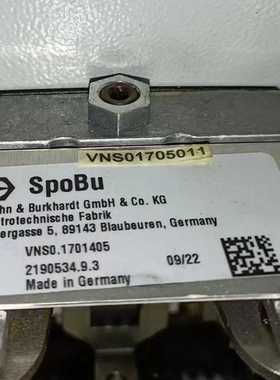 VNS01705011
SpoBu
hn & Burkhardt GmbH & Co. KG
trotechnische Fabrik
ergasse 5, 89143 Blaubeuren, Germany
VNS0.1701405
2190534.9.3 09/22
Made in Germany